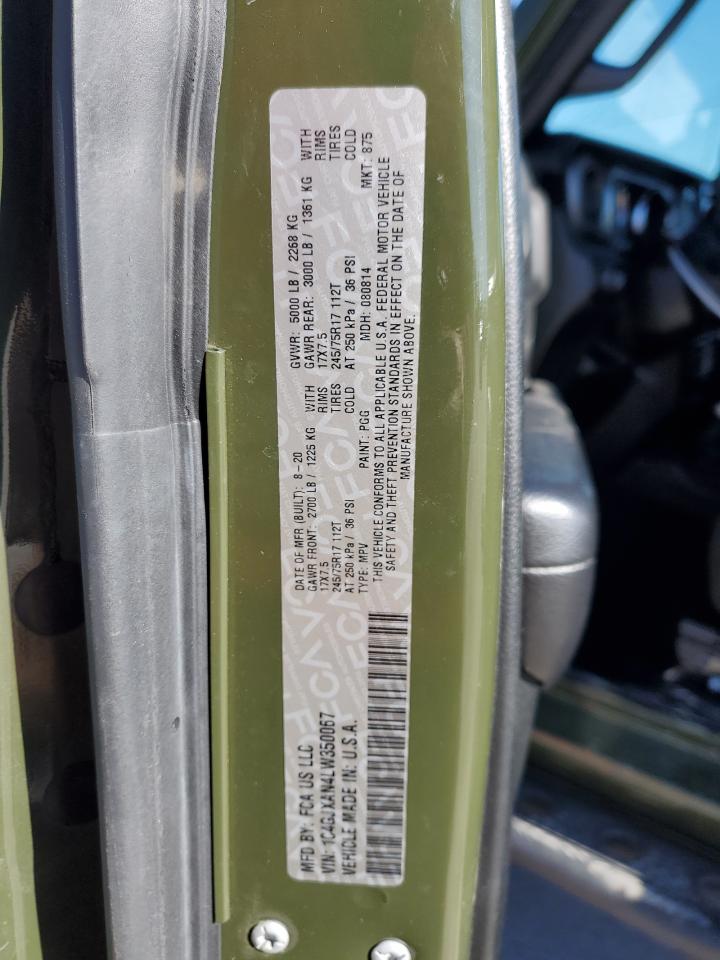 MFD BY: FCA US LLC
DATE OF MFR (BUILT): 8-20
GVWR: 5000 LB / 2268 KG
VIN: 1C4GJXAN4LW350067
GAWR FRONT: 2700 LB / 1225 KG WITH
GAWR REAR: 3000 LB / 1361 KG WITH
VEHICLE MADE IN: U.S.A.
17X7.5 RIMS
17X7.5 RIMS
245/75R17 112T TIRES
245/75R17 112T TIRES
AT 250 kPa / 36 PSI COLD
AT 250 kPa / 36 PSI COLD
TYPE: MPV PAINT: PGG MDH: 080814 MKT: 875
THIS VEHICLE CONFORMS TO ALL APPLICABLE U.S.A. FEDERAL MOTOR VEHICLE
SAFETY AND THEFT PREVENTION STANDARDS IN EFFECT ON THE DATE OF
MANUFACTURE SHOWN ABOVE.